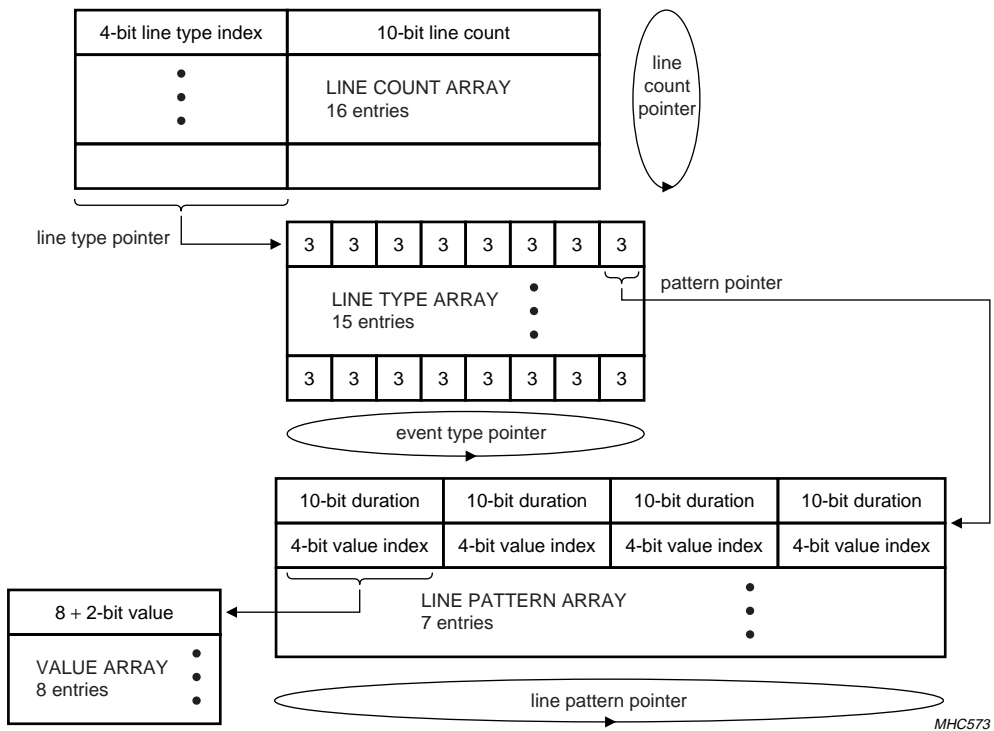 4-bit line type index 10-bit line count
LINE COUNT ARRAY
16 entries
line
count
pointer
line type pointer
3 3 3 3 3 3 3 3
pattern pointer
LINE TYPE ARRAY
15 entries
3 3 3 3 3 3 3 3
event type pointer
10-bit duration 10-bit duration 10-bit duration 10-bit duration
4-bit value index 4-bit value index 4-bit value index 4-bit value index
LINE PATTERN ARRAY
7 entries
8 + 2-bit value
VALUE ARRAY
8 entries
line pattern pointer
MHC573